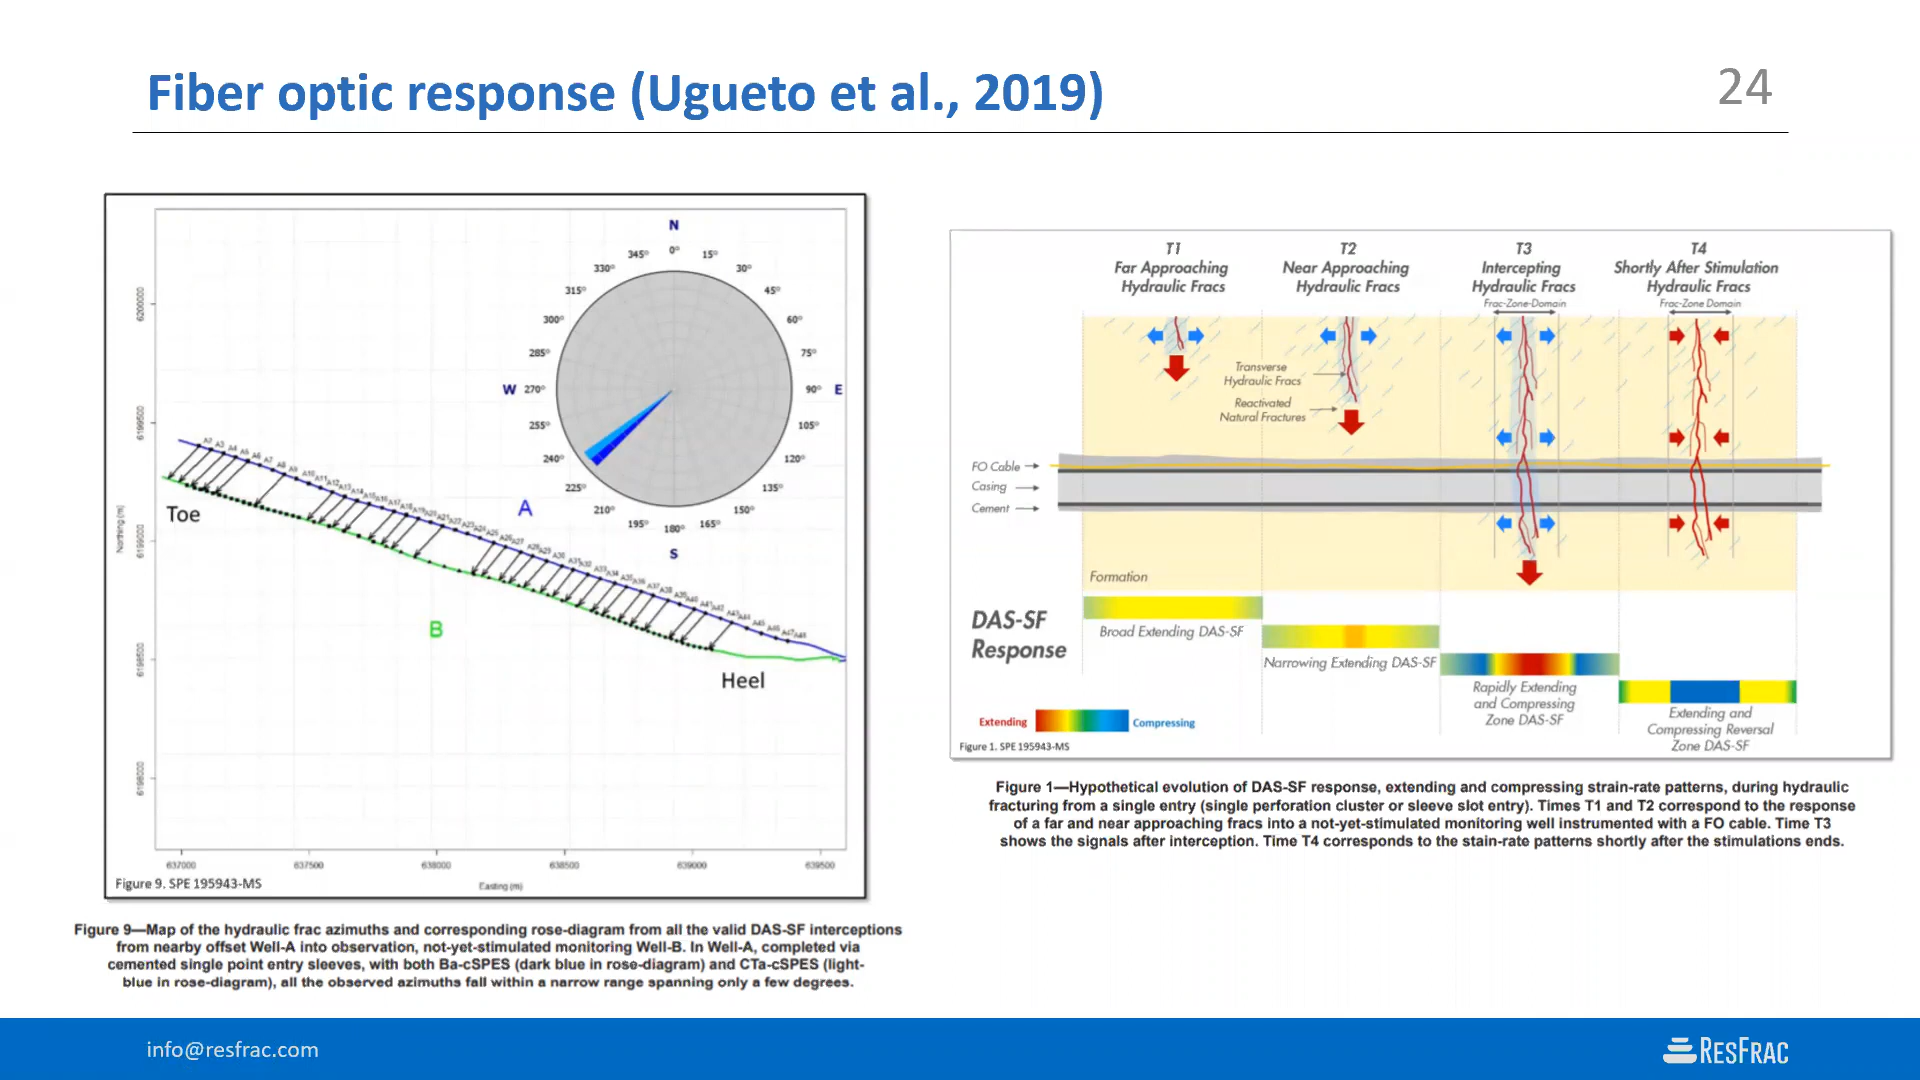 Fiber optic response (Ugueto et al., 2019)
24
N
0°
15°
30°
45°
60°
75°
90° E
105°
120°
135°
150°
165°
180°
S
195°
210°
225°
240°
255°
W 270°
285°
300°
315°
330°
345°
6200000
6199500
6199000
6198500
6198000
Northing (m)
Toe
A
B
Heel
637000
637500
638000
638500
639000
639500
Easting (m)
Figure 9. SPE 195943-MS
Figure 9—Map of the hydraulic frac azimuths and corresponding rose-diagram from all the valid DAS-SF interceptions
from nearby offset Well-A into observation, not-yet-stimulated monitoring Well-B. In Well-A, completed via
cemented single point entry sleeves, with both Ba-cSPES (dark blue in rose-diagram) and CTa-cSPES (light-
blue in rose-diagram), all the observed azimuths fall within a narrow range spanning only a few degrees.
T1
Far Approaching
Hydraulic Fracs
T2
Near Approaching
Hydraulic Fracs
T3
Intercepting
Hydraulic Fracs
Frac-Zone-Domain
T4
Shortly After Stimulation
Hydraulic Fracs
Frac-Zone Domain
Transverse
Hydraulic Fracs
Reactivated
Natural Fractures
FO Cable
Casing
Cement
Formation
DAS-SF
Response
Broad Extending DAS-SF
Narrowing Extending DAS-SF
Rapidly Extending
and Compressing
Zone DAS-SF
Extending and
Compressing Reversal
Zone DAS-SF
Extending
Compressing
Figure 1. SPE 195943-MS
Figure 1—Hypothetical evolution of DAS-SF response, extending and compressing strain-rate patterns, during hydraulic
fracturing from a single entry (single perforation cluster or sleeve slot entry). Times T1 and T2 correspond to the response
of a far and near approaching fracs into a not-yet-stimulated monitoring well instrumented with a FO cable. Time T3
shows the signals after interception. Time T4 corresponds to the stain-rate patterns shortly after the stimulations ends.
info@resfrac.com
RESFRAC